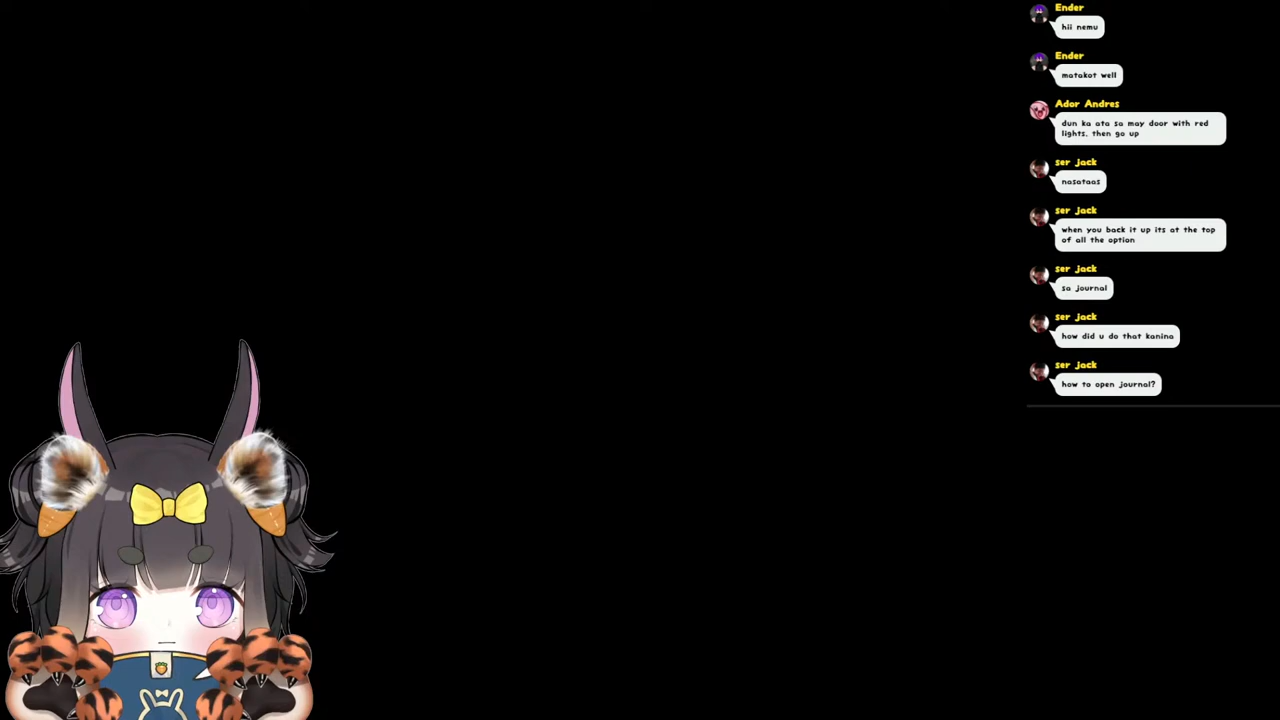 Ender
hii nemu
Ender
matakot well
Ador Andres
dun ka ata sa may door with red
lights, then go up
ser jack
nasataas
ser jack
when you back it up its at the top
of all the option
ser jack
sa journal
ser jack
how did u do that kanina
ser jack
how to open journal?